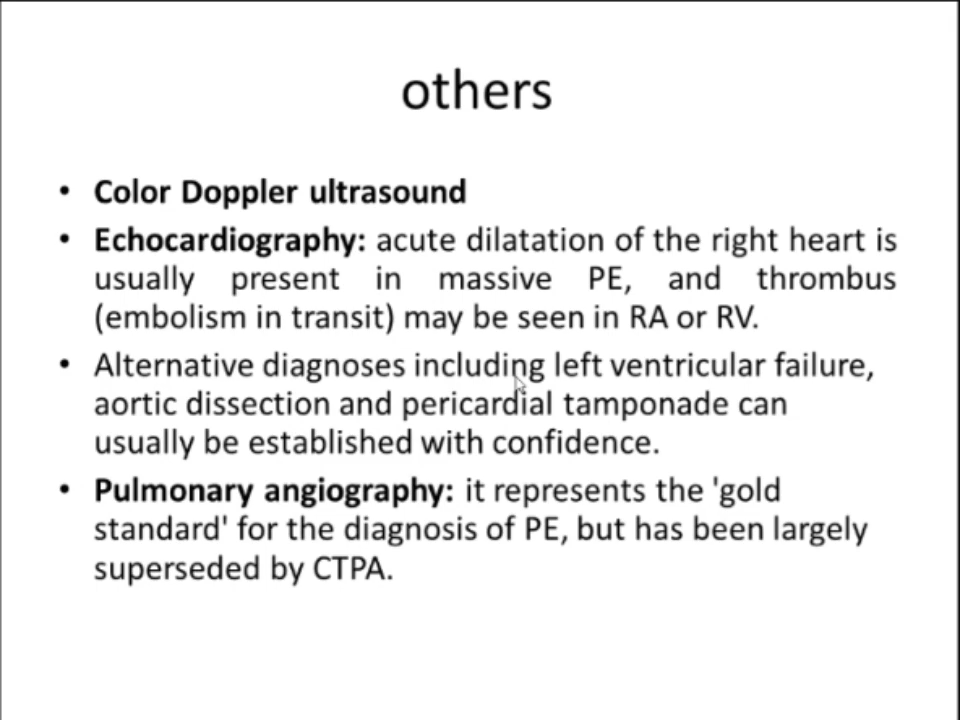 others
• Color Doppler ultrasound
• Echocardiography: acute dilatation of the right heart is
usually present in massive PE, and thrombus
(embolism in transit) may be seen in RA or RV.
• Alternative diagnoses including left ventricular failure,
aortic dissection and pericardial tamponade can
usually be established with confidence.
• Pulmonary angiography: it represents the 'gold
standard' for the diagnosis of PE, but has been largely
superseded by CTPA.